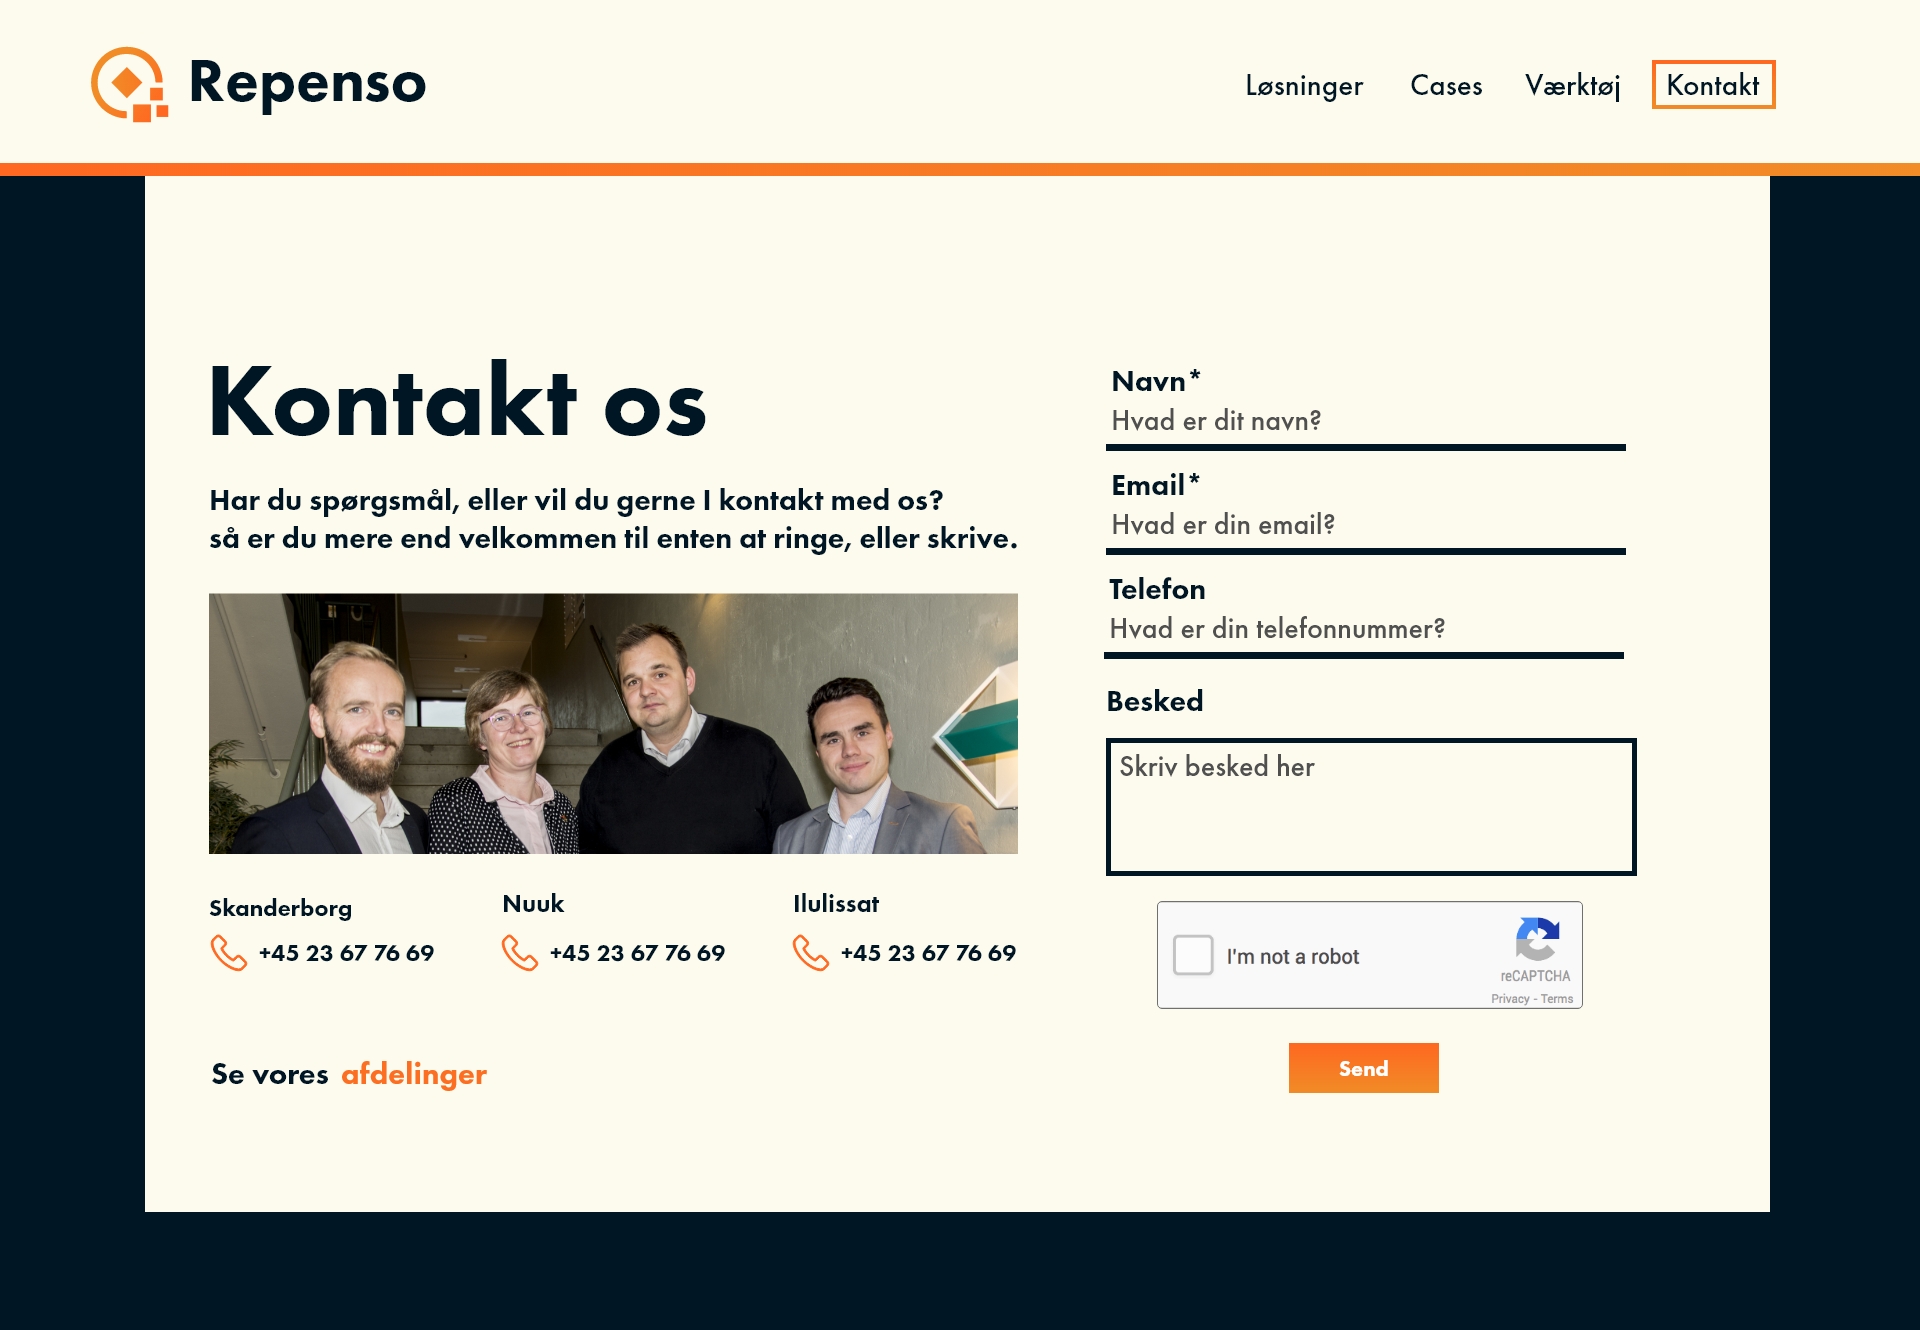 Repenso
Løsninger
Cases
Værktøj
Kontakt
Kontakt os
Har du spørgsmål, eller vil du gerne I kontakt med os?
så er du mere end velkommen til enten at ringe, eller skrive.
Skanderborg
+45 23 67 76 69
Nuuk
+45 23 67 76 69
Ilulissat
+45 23 67 76 69
Se vores afdelinger
Navn*
Hvad er dit navn?
Email*
Hvad er din email?
Telefon
Hvad er din telefonnummer?
Besked
Skriv besked her
I'm not a robot
reCAPTCHA
Privacy - Terms
Send